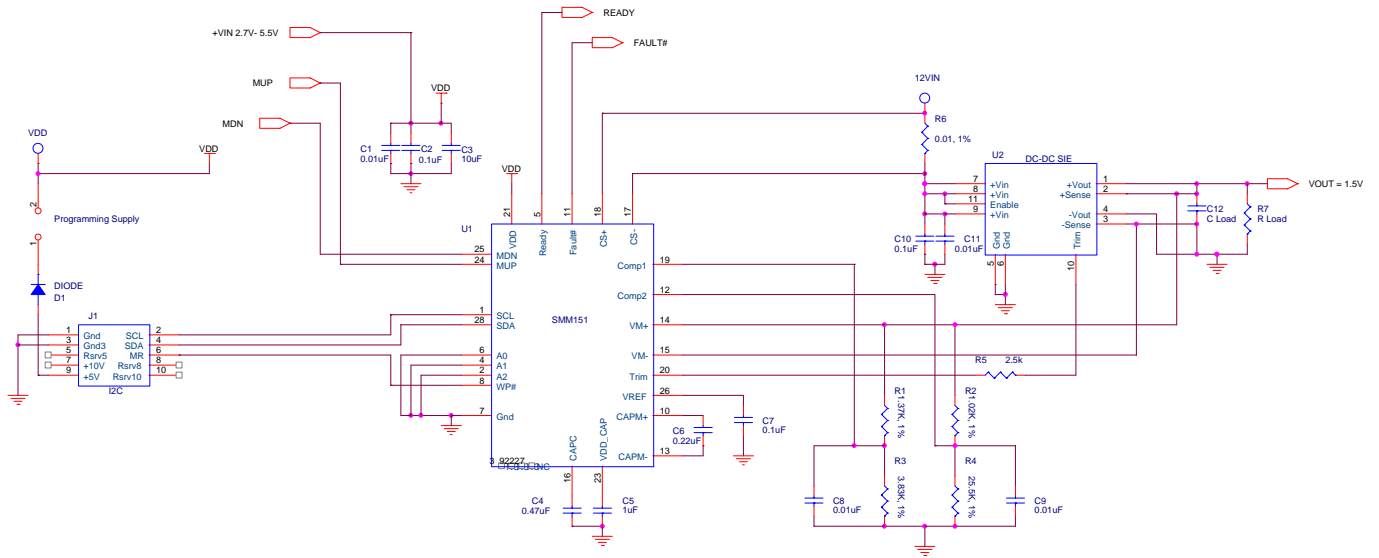 READY
+VIN 2.7V- 5.5V
FAULT#
MUP
12VIN
VDD
MDN
R6
0.01, 1%
VDD
C1
0.01uF
C2
0.1uF
C3
10uF
VDD
VDD
U2
DC-DC SIE
7 +Vin
8 +Vin
11 Enable
9 +Vin
+Vout 1
+Sense 2
-Vout 4
-Sense 3
Gnd 5
Gnd 6
Trim 10
VOUT = 1.5V
C12
C Load
R7
R Load
2
Programming Supply
1
C10
0.1uF
C11
0.01uF
U1
21 VDD
5 Ready
11 Fault#
18 CS+
17 CS-
25 MDN
24 MUP
Comp1 19
Comp2 12
DIODE
D1
J1
1 Gnd
3 Gnd3
5 Rsrv5
7 +10V
9 +5V
SCL 2
SDA 4
MR 6
Rsrv8 8
Rsrv10 10
I2C
1 SCL
28 SDA
SMM151
VM+ 14
VM- 15
6 A0
4 A1
2 A2
8 WP#
Trim 20
R5 2.5k
VREF 26
7 Gnd
CAPM+ 10
CAPM- 13
C6
0.22uF
C7
0.1uF
R1
1.37K, 1%
R2
1.02K, 1%
R3
3.83K, 1%
R4
25.5K, 1%
NC
CAPC 16
VDD_CAP 23
C4
0.47uF
C5
1uF
C8
0.01uF
C9
0.01uF